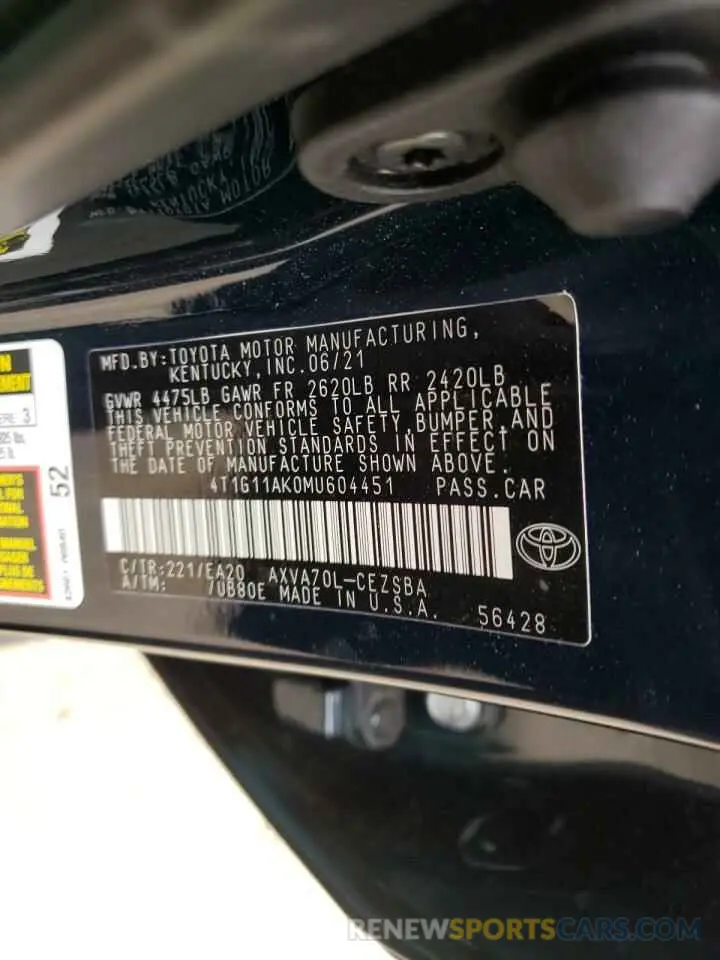 MFD.BY:TOYOTA MOTOR MANUFACTURING,
KENTUCKY,INC.06/21
GVWR 4475LB GAWR FR 2620LB RR 2420LB
THIS VEHICLE CONFORMS TO ALL APPLICABLE
FEDERAL MOTOR VEHICLE SAFETY,BUMPER,AND
THEFT PREVENTION STANDARDS IN EFFECT ON
THE DATE OF MANUFACTURE SHOWN ABOVE.
4T1G11AK0MU604451 PASS.CAR
C/TR:221/EA20 AXVA70L-CEZSBA
A/TM: 7UB80E MADE IN U.S.A.
56428
3
52
RENEWSPORTSCARS.COM